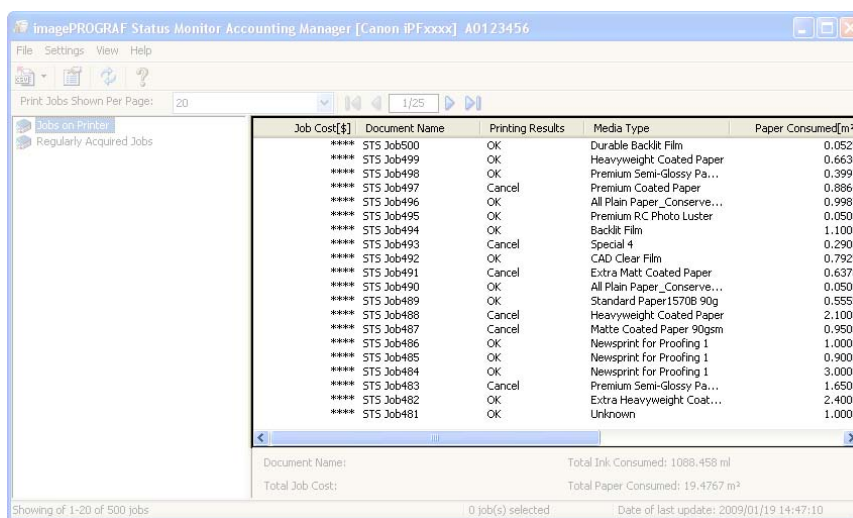 imagePROGRAF Status Monitor Accounting Manager [Canon iPFxxxx] A0123456
File Settings View Help
Print Jobs Shown Per Page: 20 1/25
Jobs on Printer
Regularly Acquired Jobs
Job Cost[$] Document Name Printing Results Media Type Paper Consumed[m²
**** STS Job500 OK Durable Backlit Film 0.052
**** STS Job499 OK Heavyweight Coated Paper 0.663
**** STS Job498 OK Premium Semi-Glossy Pa... 0.399
**** STS Job497 Cancel Premium Coated Paper 0.886
**** STS Job496 OK All Plain Paper_Conserve... 0.998
**** STS Job495 OK Premium RC Photo Luster 0.050
**** STS Job494 OK Backlit Film 1.100
**** STS Job493 Cancel Special 4 0.290
**** STS Job492 OK CAD Clear Film 0.792
**** STS Job491 Cancel Extra Matt Coated Paper 0.637
**** STS Job490 OK All Plain Paper_Conserve... 0.050
**** STS Job489 OK Standard Paper1570B 90g 0.555
**** STS Job488 Cancel Heavyweight Coated Paper 2.100
**** STS Job487 Cancel Matte Coated Paper 90gsm 0.950
**** STS Job486 OK Newsprint for Proofing 1 1.000
**** STS Job485 OK Newsprint for Proofing 1 0.900
**** STS Job484 OK Newsprint for Proofing 1 3.000
**** STS Job483 Cancel Premium Semi-Glossy Pa... 1.650
**** STS Job482 OK Extra Heavyweight Coat... 2.400
**** STS Job481 OK Unknown 1.000
Document Name: Total Ink Consumed: 1088.458 ml
Total Job Cost: Total Paper Consumed: 19.4767 m²
Showing of 1-20 of 500 jobs 0 job(s) selected Date of last update: 2009/01/19 14:47:10